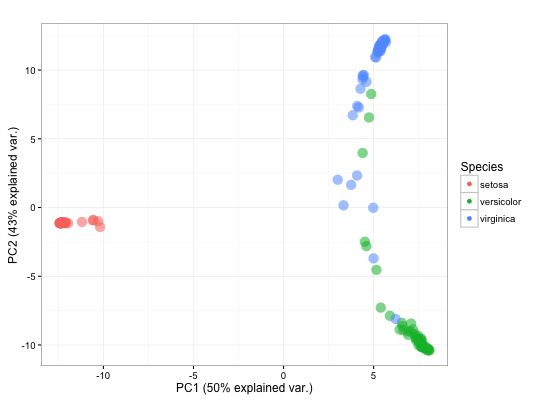 10
5
0
-5
-10
PC2 (43% explained var.)
-10
-5
0
5
PC1 (50% explained var.)
Species
setosa
versicolor
virginica